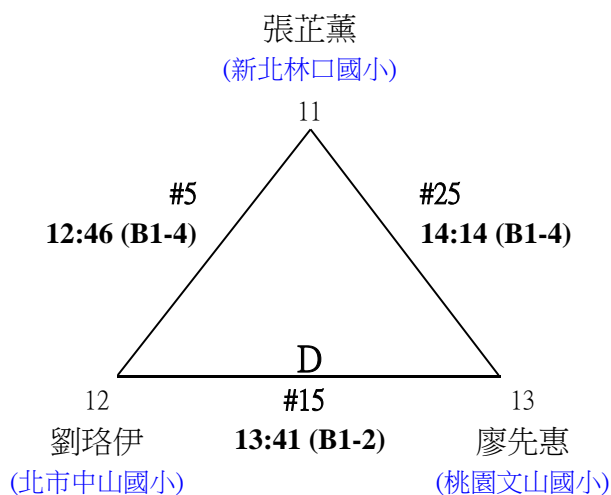 張芷薰
(新北林口國小)
11
#5
#25
12:46 (B1-4)
14:14 (B1-4)
D
12
#15
13
劉珞伊
13:41 (B1-2)
廖先惠
(北市中山國小)
(桃園文山國小)